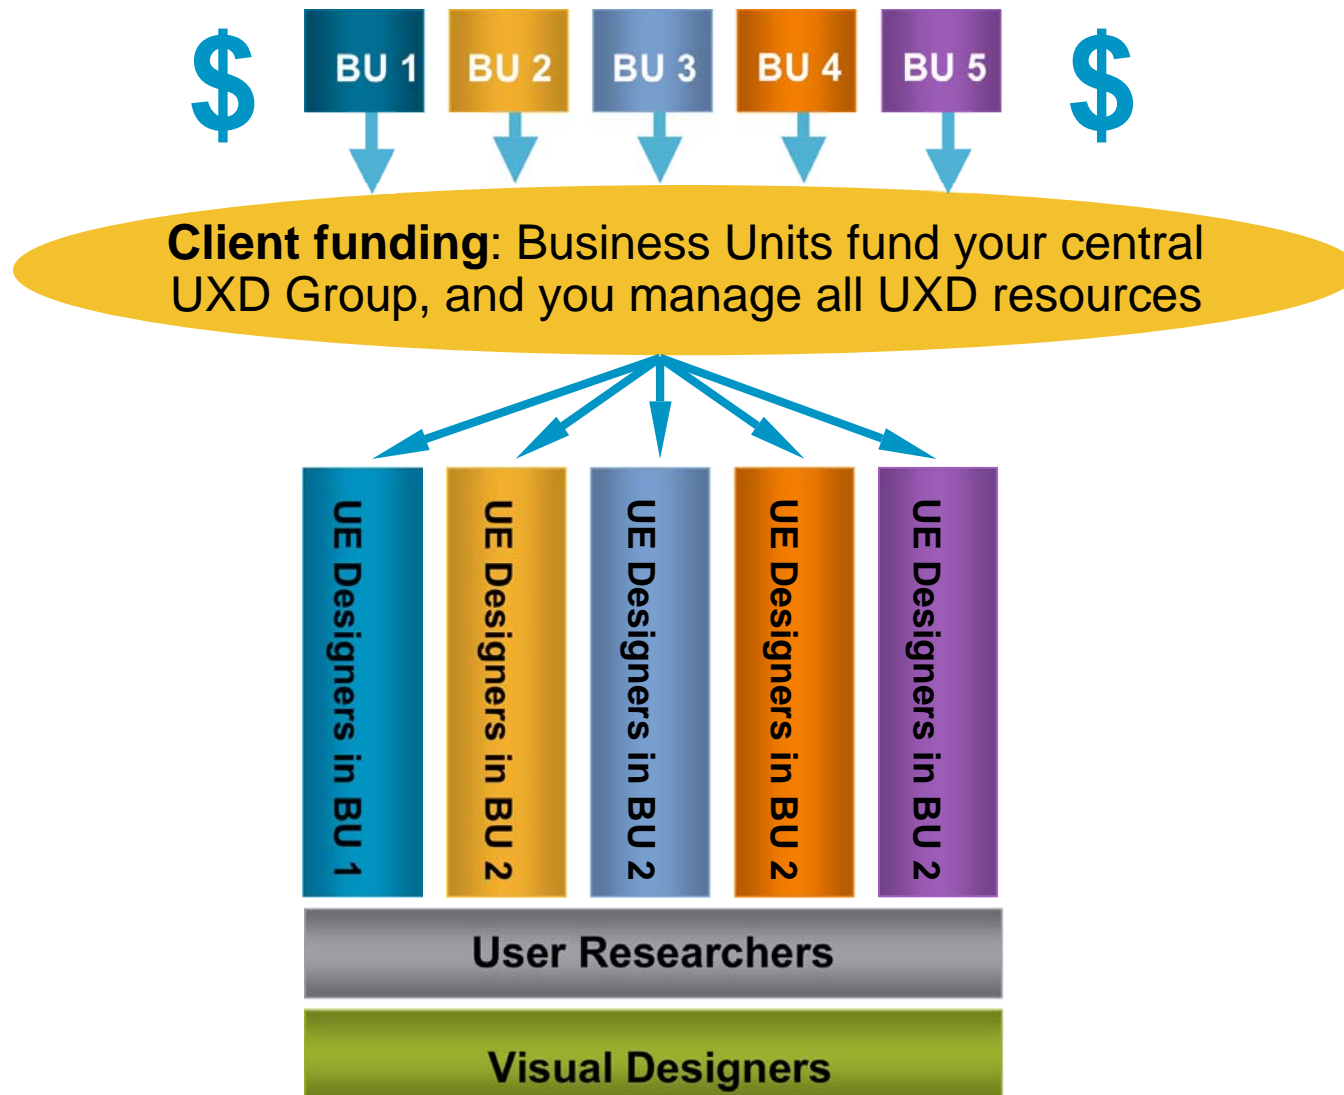 $ BU 1 BU 2 BU 3 BU 4 BU 5 $
Client funding: Business Units fund your central
UXD Group, and you manage all UXD resources
UE Designers in BU 1
UE Designers in BU 2
UE Designers in BU 2
UE Designers in BU 2
UE Designers in BU 2
User Researchers
Visual Designers